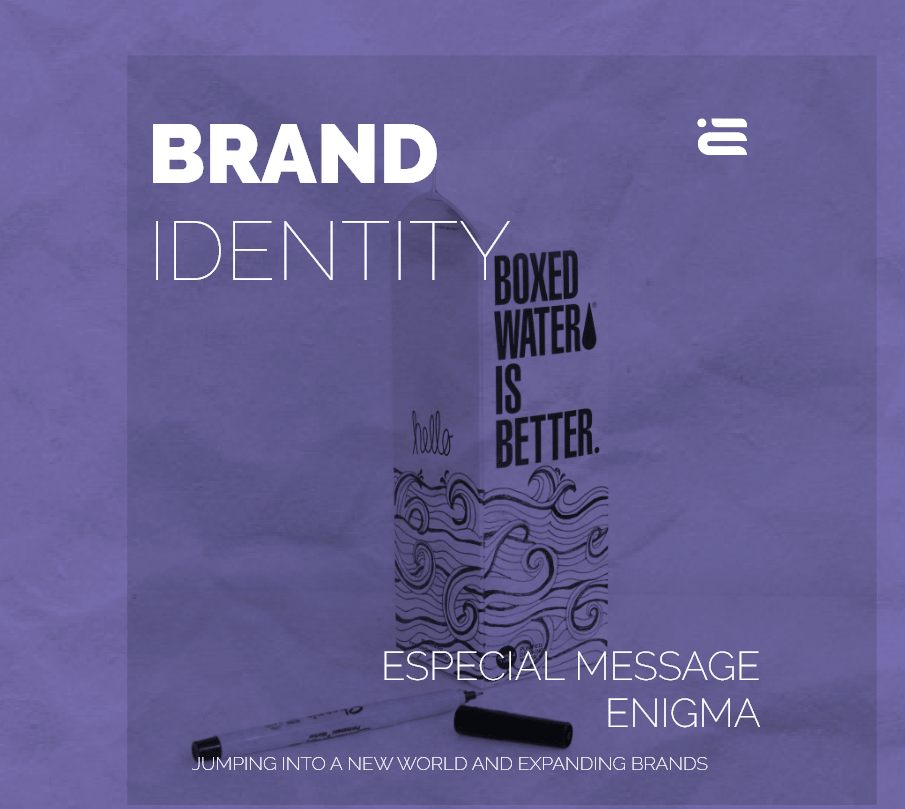 BRAND
IDENTITY
BOXED
WATER
IS
BETTER.
hello
ESPECIAL MESSAGE
ENIGMA
JUMPING INTO A NEW WORLD AND EXPANDING BRANDS